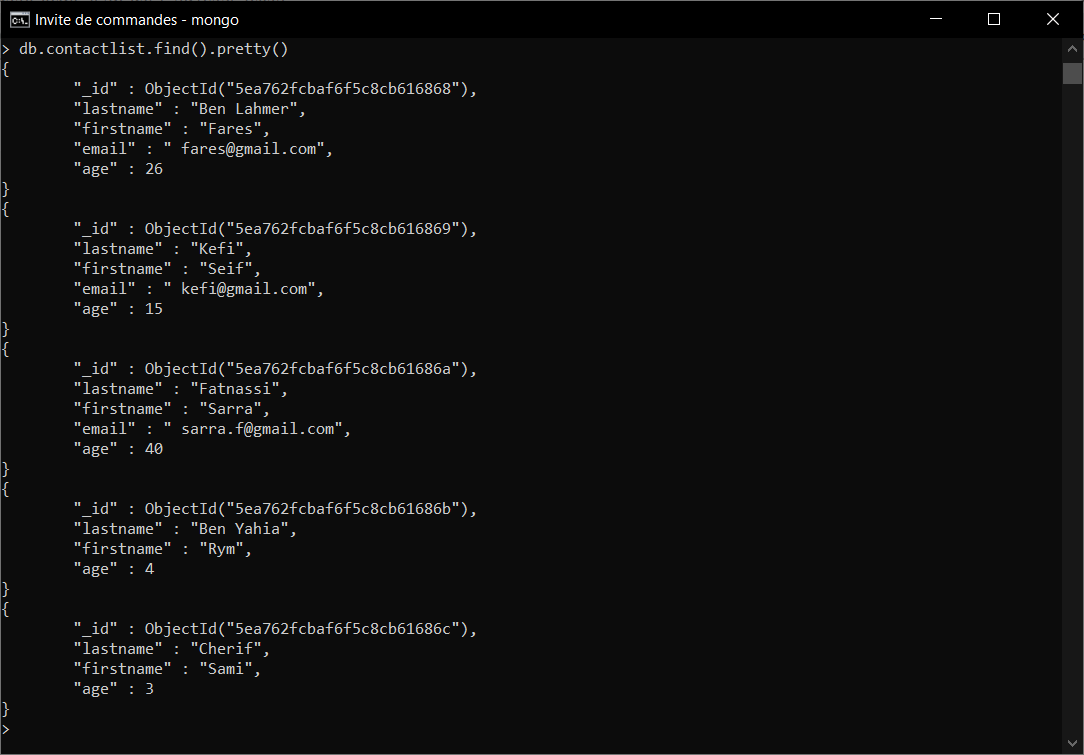 Invite de commandes - mongo
> db.contactlist.find().pretty()
{
        "_id" : ObjectId("5ea762fcbaf6f5c8cb616868"),
        "lastname" : "Ben Lahmer",
        "firstname" : "Fares",
        "email" : " fares@gmail.com",
        "age" : 26
}
{
        "_id" : ObjectId("5ea762fcbaf6f5c8cb616869"),
        "lastname" : "Kefi",
        "firstname" : "Seif",
        "email" : " kefi@gmail.com",
        "age" : 15
}
{
        "_id" : ObjectId("5ea762fcbaf6f5c8cb61686a"),
        "lastname" : "Fatnassi",
        "firstname" : "Sarra",
        "email" : " sarra.f@gmail.com",
        "age" : 40
}
{
        "_id" : ObjectId("5ea762fcbaf6f5c8cb61686b"),
        "lastname" : "Ben Yahia",
        "firstname" : "Rym",
        "age" : 4
}
{
        "_id" : ObjectId("5ea762fcbaf6f5c8cb61686c"),
        "lastname" : "Cherif",
        "firstname" : "Sami",
        "age" : 3
}
>